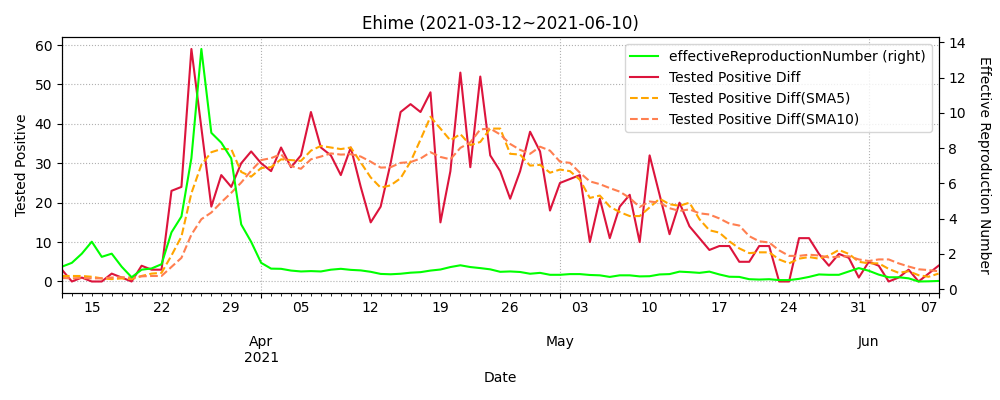 Ehime (2021-03-12~2021-06-10)
effectiveReproductionNumber (right)
Tested Positive Diff
Tested Positive Diff(SMA5)
Tested Positive Diff(SMA10)
Tested Positive
60
50
40
30
20
10
0
Effective Reproduction Number
14
12
10
8
6
4
2
0
15 22 29 05 12 19 26 03 10 17 24 31 07
Apr May Jun
2021
Date